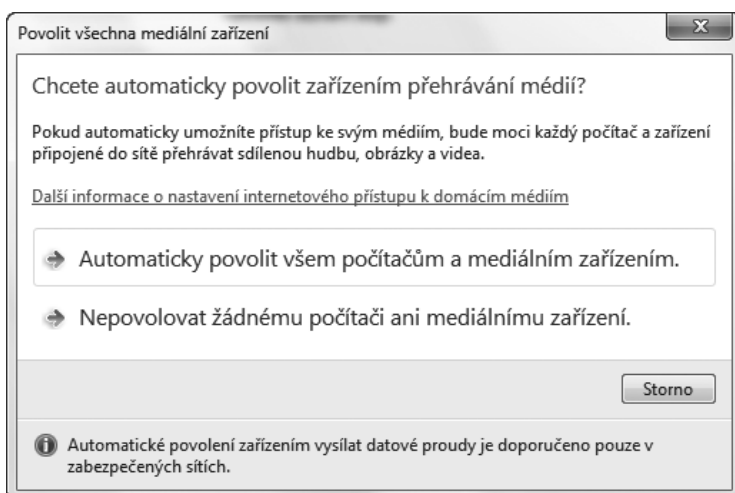 Povolit všechna mediální zařízení
Chcete automaticky povolit zařízením přehrávání médií?
Pokud automaticky umožníte přístup ke svým médiím, bude moci každý počítač a zařízení
připojené do sítě přehrávat sdílenou hudbu, obrázky a videa.
Další informace o nastavení internetového přístupu k domácím médiím
Automaticky povolit všem počítačům a mediálním zařízením.
Nepovolovat žádnému počítači ani mediálnímu zařízení.
Storno
Automatické povolení zařízením vysílat datové proudy je doporučeno pouze v
zabezpečených sítích.